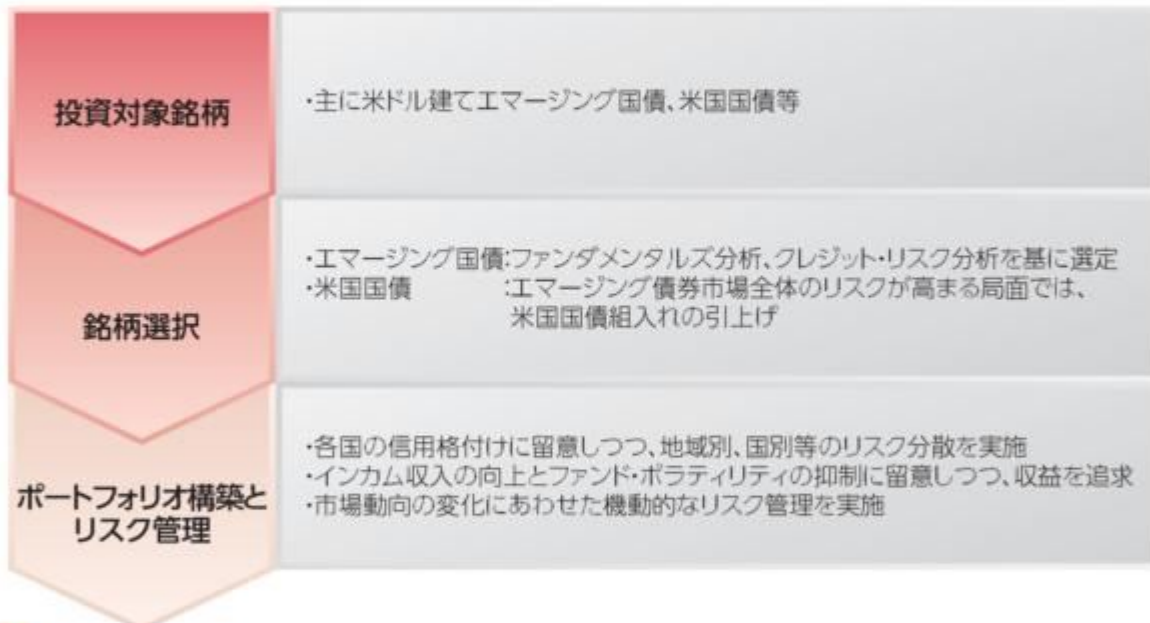 投資対象銘柄
・主に米ドル建てエマージング国債、米国国債等
銘柄選択
・エマージング国債:ファンダメンタルズ分析、クレジット・リスク分析を基に選定
・米国国債　　　　:エマージング債券市場全体のリスクが高まる局面では、
米国国債組入れの引上げ
ポートフォリオ構築と
リスク管理
・各国の信用格付けに留意しつつ、地域別、国別等のリスク分散を実施
・インカム収入の向上とファンド・ボラティリティの抑制に留意しつつ、収益を追求
・市場動向の変化にあわせた機動的なリスク管理を実施